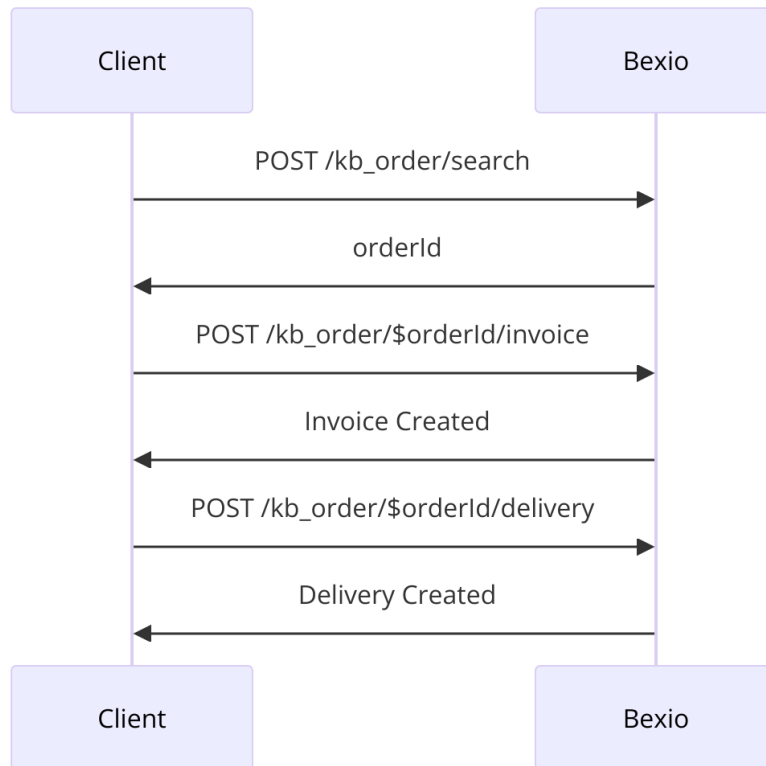 Client Bexio
POST /kb_order/search
orderId
POST /kb_order/$orderId/invoice
Invoice Created
POST /kb_order/$orderId/delivery
Delivery Created
Client Bexio